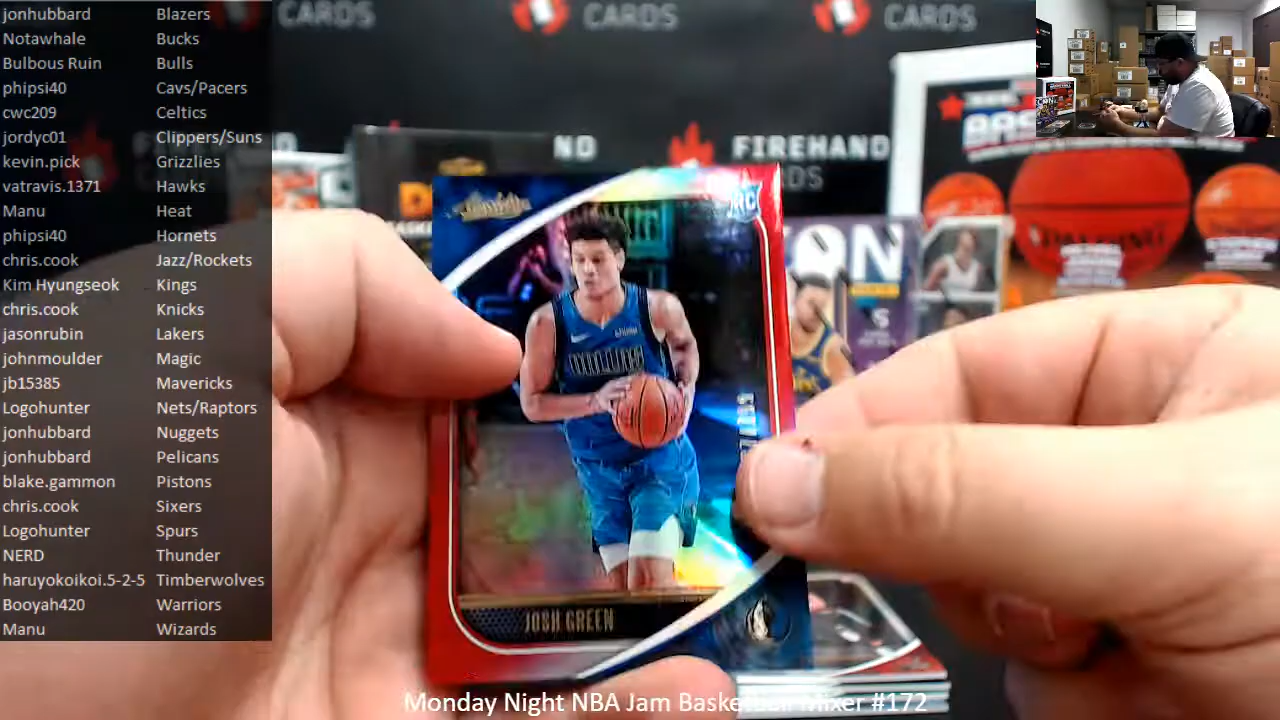 jonhubbard Blazers
Notawhale Bucks
Bulbous Ruin Bulls
phipsi40 Cavs/Pacers
cwc209 Celtics
jordyc01 Clippers/Suns
kevin.pick Grizzlies
vatravis.1371 Hawks
Manu Heat
phipsi40 Hornets
chris.cook Jazz/Rockets
Kim Hyungseok Kings
chris.cook Knicks
jasonrubin Lakers
johnmoulder Magic
jb15385 Mavericks
Logohunter Nets/Raptors
jonhubbard Nuggets
jonhubbard Pelicans
blake.gammon Pistons
chris.cook Sixers
Logohunter Spurs
NERD Thunder
haruyokoikoi.5-2-5 Timberwolves
Booyah420 Warriors
Manu Wizards
CARDS
CARDS
CARDS
ND
FIREHAND
RDS
RC
JOSH GREEN
SPALDING
Monday Night NBA Jam Basketball Mixer #172